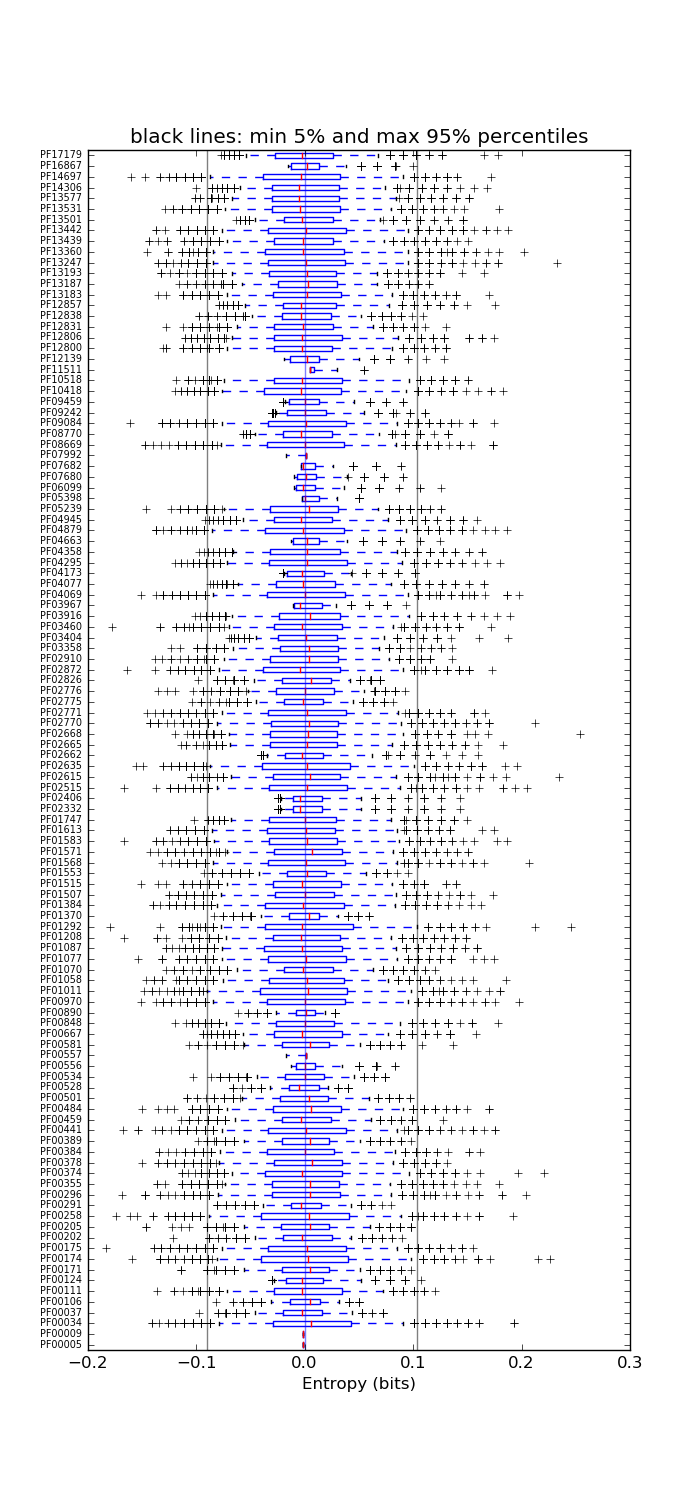 black lines: min 5% and max 95% percentiles
PF17179
PF16867
PF14697
PF14306
PF13577
PF13531
PF13501
PF13442
PF13439
PF13360
PF13247
PF13193
PF13187
PF13183
PF12857
PF12838
PF12831
PF12806
PF12800
PF12139
PF11511
PF10518
PF10418
PF09459
PF09242
PF09084
PF08770
PF08669
PF07992
PF07682
PF07680
PF06099
PF05398
PF05239
PF04945
PF04879
PF04663
PF04358
PF04295
PF04173
PF04077
PF04069
PF03967
PF03916
PF03460
PF03404
PF03358
PF02910
PF02872
PF02826
PF02776
PF02775
PF02771
PF02770
PF02668
PF02665
PF02662
PF02635
PF02615
PF02515
PF02406
PF02332
PF01747
PF01613
PF01583
PF01571
PF01568
PF01553
PF01515
PF01507
PF01384
PF01370
PF01292
PF01208
PF01087
PF01077
PF01070
PF01058
PF01011
PF00970
PF00890
PF00848
PF00667
PF00581
PF00557
PF00556
PF00534
PF00528
PF00501
PF00484
PF00459
PF00441
PF00389
PF00384
PF00378
PF00374
PF00355
PF00296
PF00291
PF00258
PF00205
PF00202
PF00175
PF00174
PF00171
PF00124
PF00111
PF00106
PF00037
PF00034
PF00009
PF00005
−0.2 −0.1 0.0 0.1 0.2 0.3
Entropy (bits)